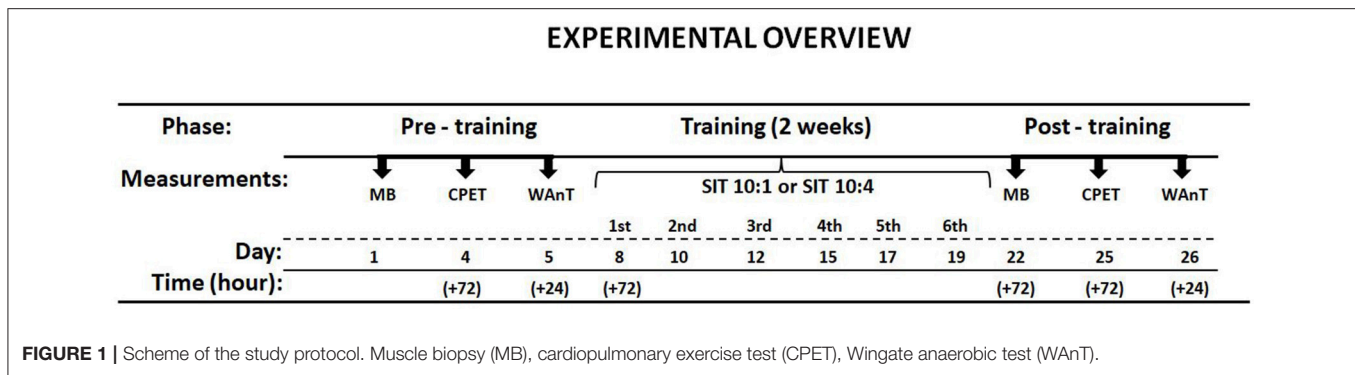 EXPERIMENTAL OVERVIEW
Phase: Pre - training Training (2 weeks) Post - training
Measurements: MB CPET WAnT SIT 10:1 or SIT 10:4 MB CPET WAnT
1st 2nd 3rd 4th 5th 6th
Day: 1 4 5 8 10 12 15 17 19 22 25 26
Time (hour): (+72) (+24) (+72) (+72) (+72) (+24)
FIGURE 1 | Scheme of the study protocol. Muscle biopsy (MB), cardiopulmonary exercise test (CPET), Wingate anaerobic test (WAnT).